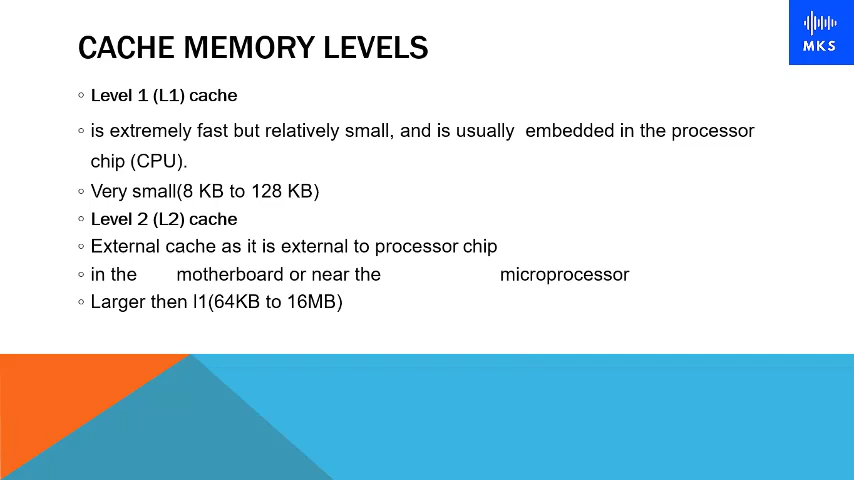 CACHE MEMORY LEVELS
MKS
Level 1 (L1) cache
is extremely fast but relatively small, and is usually embedded in the processor
chip (CPU).
Very small(8 KB to 128 KB)
Level 2 (L2) cache
External cache as it is external to processor chip
in the motherboard or near the microprocessor
Larger then l1(64KB to 16MB)